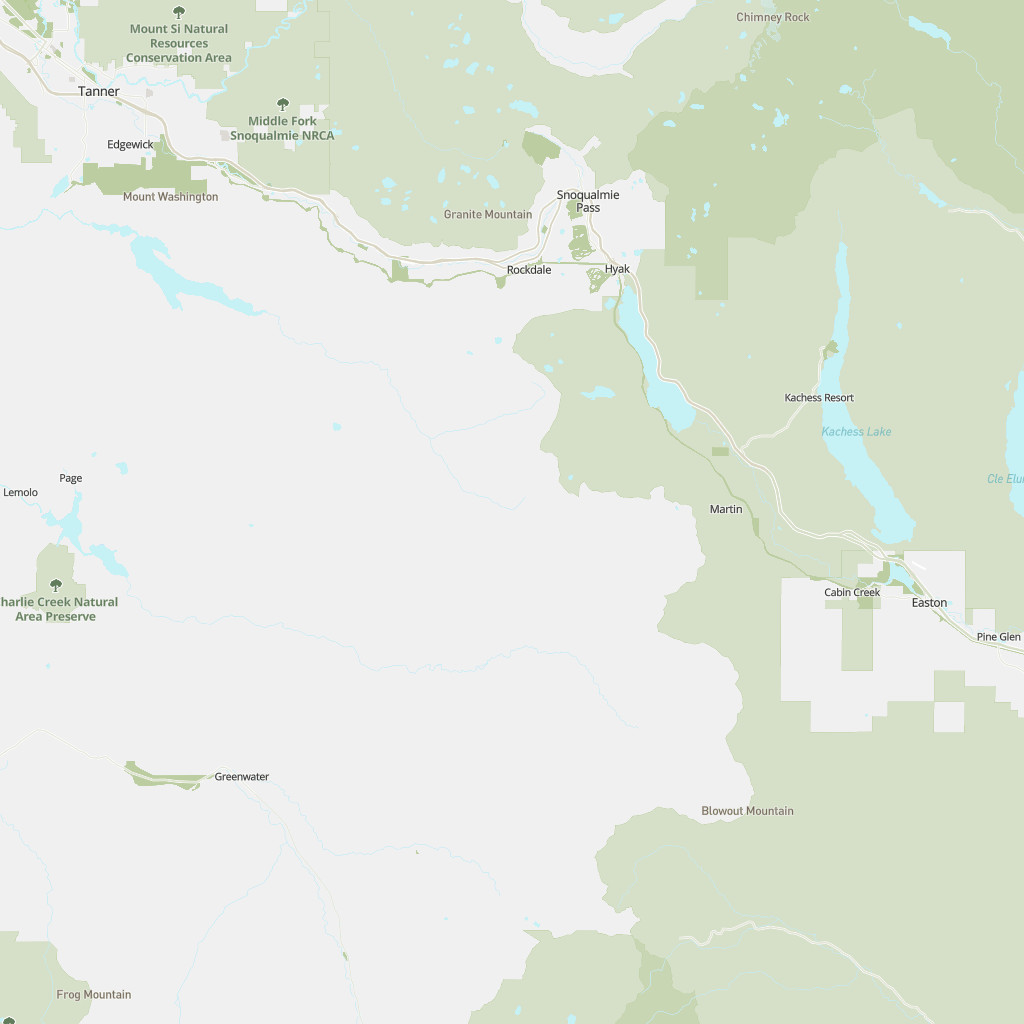 Chimney Rock
Mount Si Natural
Resources
Conservation Area
Tanner
Middle Fork
Snoqualmie NRCA
Edgewick
Mount Washington
Snoqualmie
Pass
Granite Mountain
Rockdale
Hyak
Kachess Resort
Kachess Lake
Cle Elu
Page
Lemolo
Martin
harlie Creek Natural
Area Preserve
Cabin Creek
Easton
Pine Glen
Greenwater
Blowout Mountain
Frog Mountain